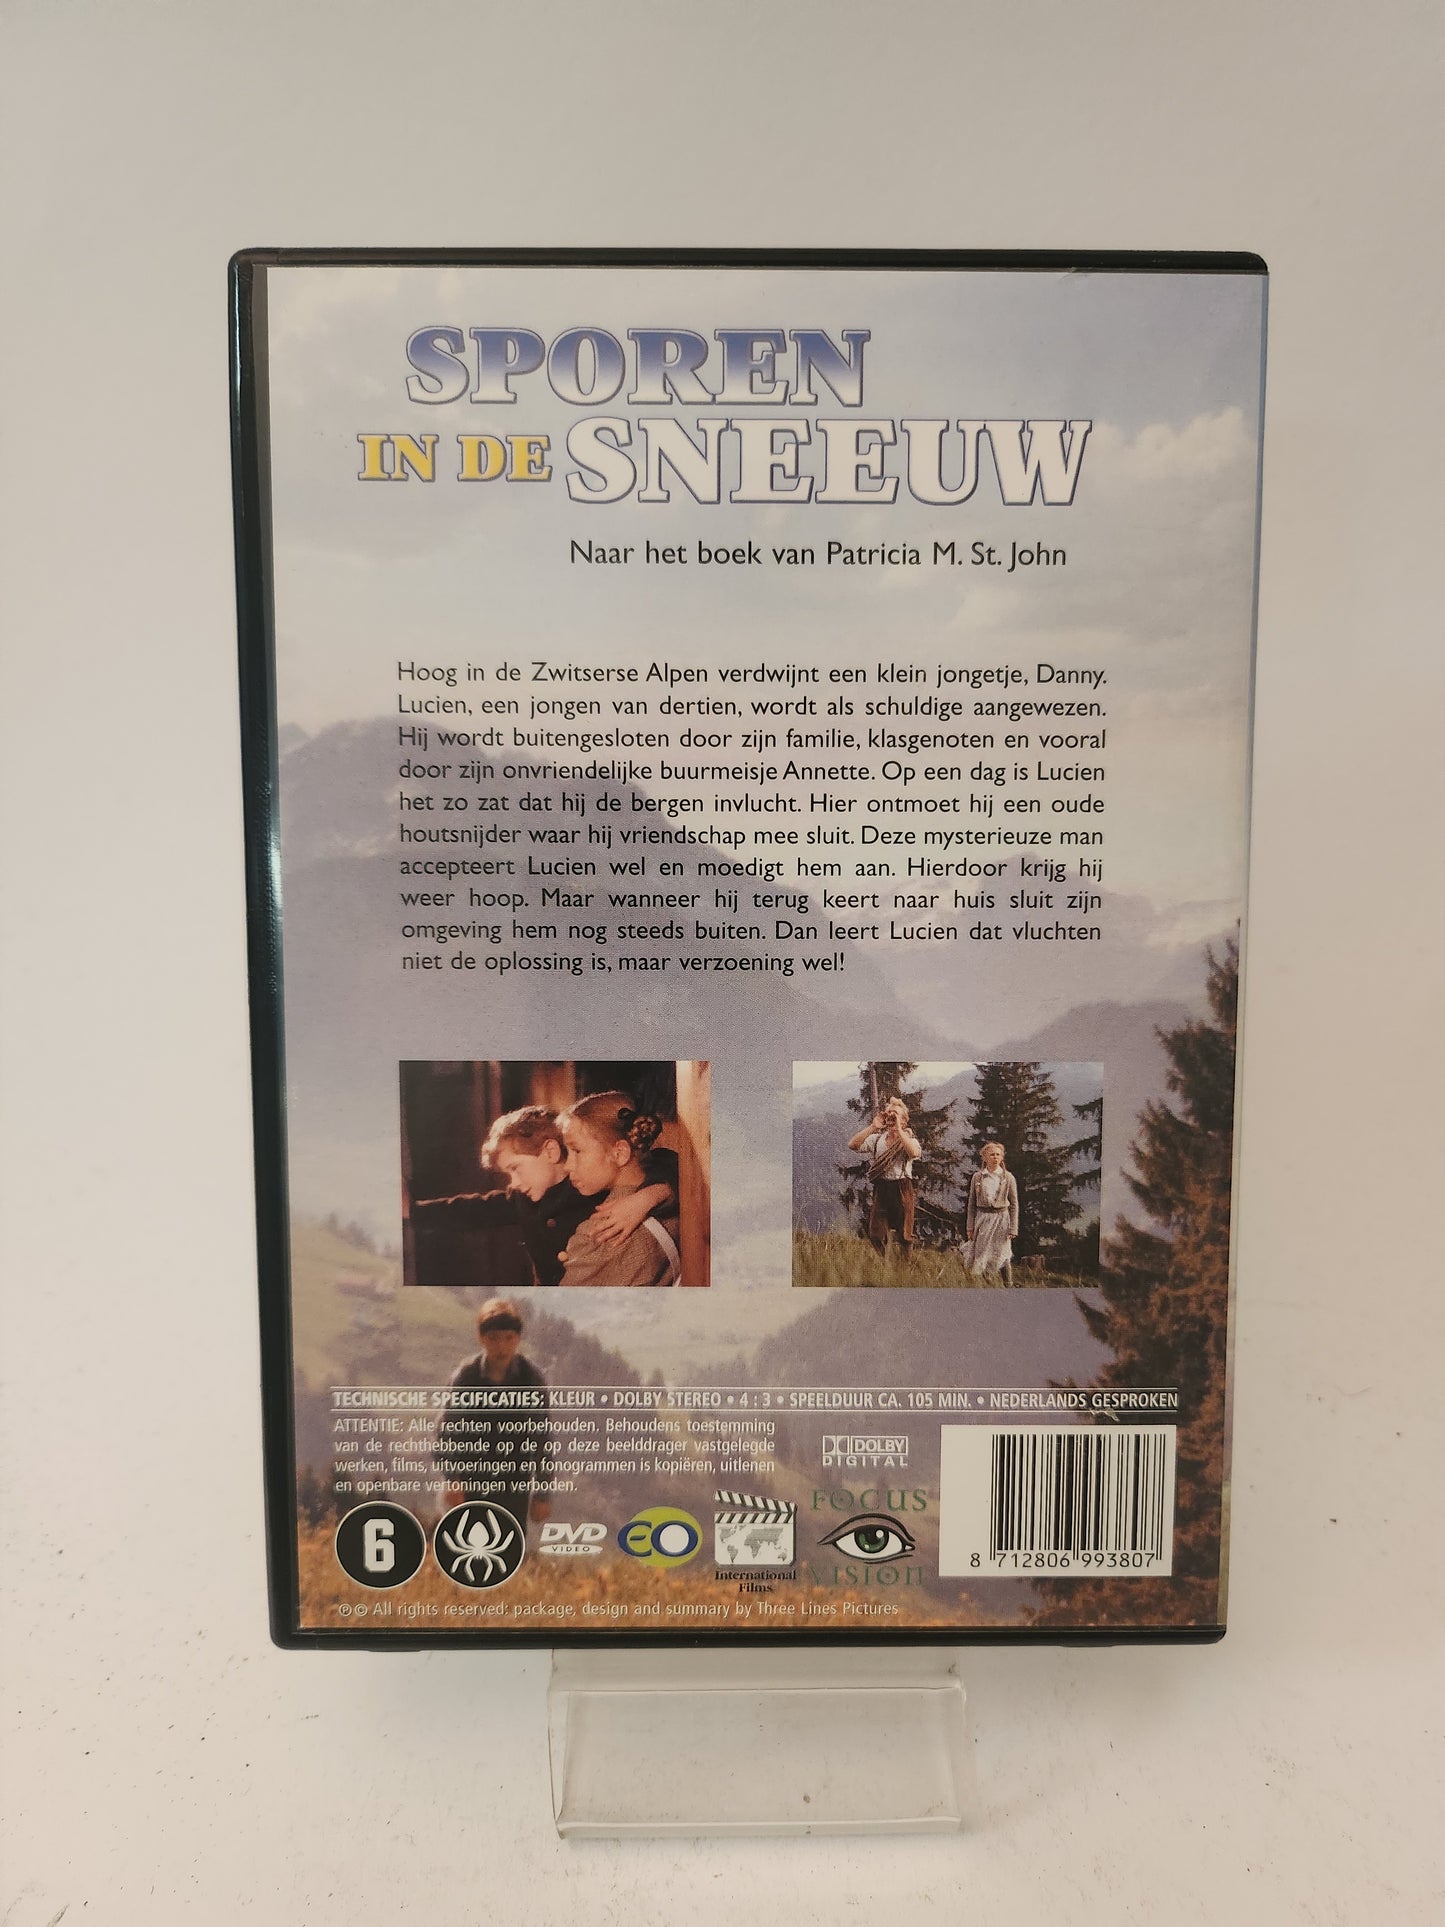 SPOREN
IN DE SNEEUW
Naar het boek van Patricia M. St. John
Hoog in de Zwitserse Alpen verdwijnt een klein jongetje, Danny.
Lucien, een jongen van dertien, wordt als schuldige aangewezen.
Hij wordt buitengesloten door zijn familie, klasgenoten en vooral
door zijn onvriendelijke buurmeisje Annette. Op een dag is Lucien
het zo zat dat hij de bergen invlucht. Hier ontmoet hij een oude
houtsnijder waar hij vriendschap mee sluit. Deze mysterieuze man
accepteert Lucien wel en moedigt hem aan. Hierdoor krijg hij
weer hoop. Maar wanneer hij terug keert naar huis sluit zijn
omgeving hem nog steeds buiten. Dan leert Lucien dat vluchten
niet de oplossing is, maar verzoening wel!
TECHNISCHE SPECIFICATIES: KLEUR • DOLBY STEREO • 4 : 3 • SPEELDUUR CA. 105 MIN. • NEDERLANDS GESPROKEN
ATTENTIE: Alle rechten voorbehouden. Behoudens toestemming
van de rechthebbende op de op deze beelddrager vastgelegde
werken, films, uitvoeringen en fonogrammen is kopiëren, uitlenen
en openbare vertoningen verboden.
DOLBY
DIGITAL
6
DVD
VIDEO
EO
International
Films
FOCUS
VISION
8 712806 993807
℗© All rights reserved: package, design and summary by Three Lines Pictures